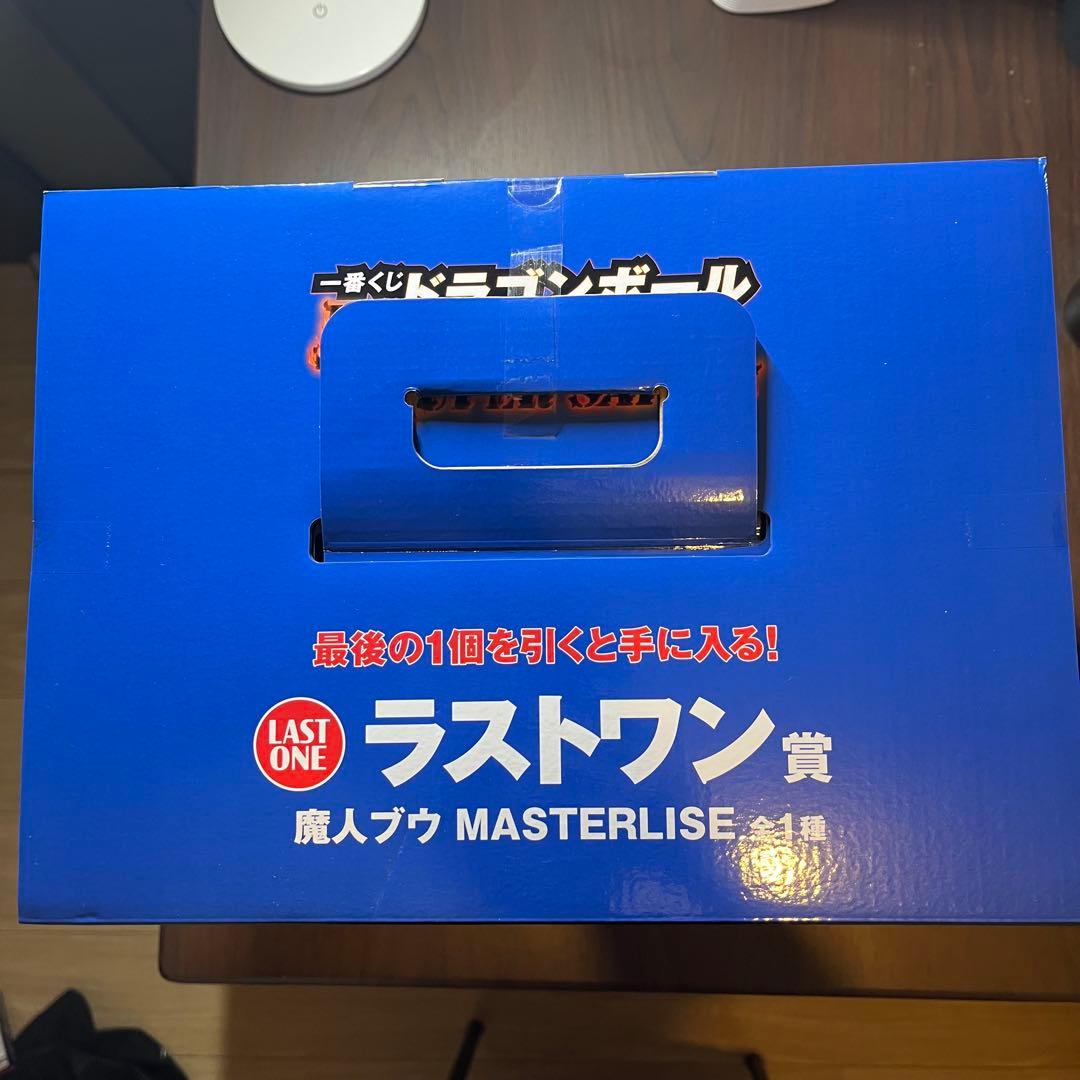 一番くじ ドラゴンボール
最後の1個を引くと手に入る!
LAST
ONE
ラストワン賞
魔人ブウ MASTERLISE 全1種